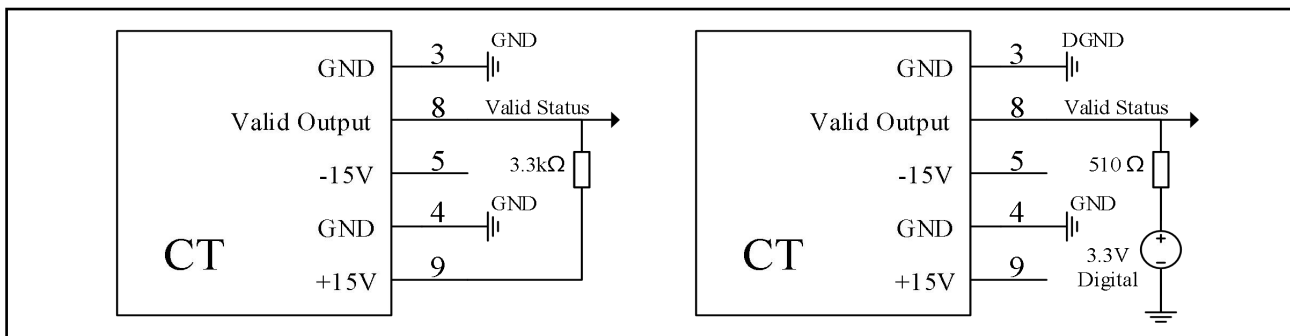 GND 3 GND
Valid Output 8 Valid Status
-15V 5 3.3kΩ
GND 4 GND
CT
+15V 9
GND 3 DGND
Valid Output 8 Valid Status
-15V 5 510 Ω
GND 4 GND
CT
+15V 9
3.3V
Digital
+
−